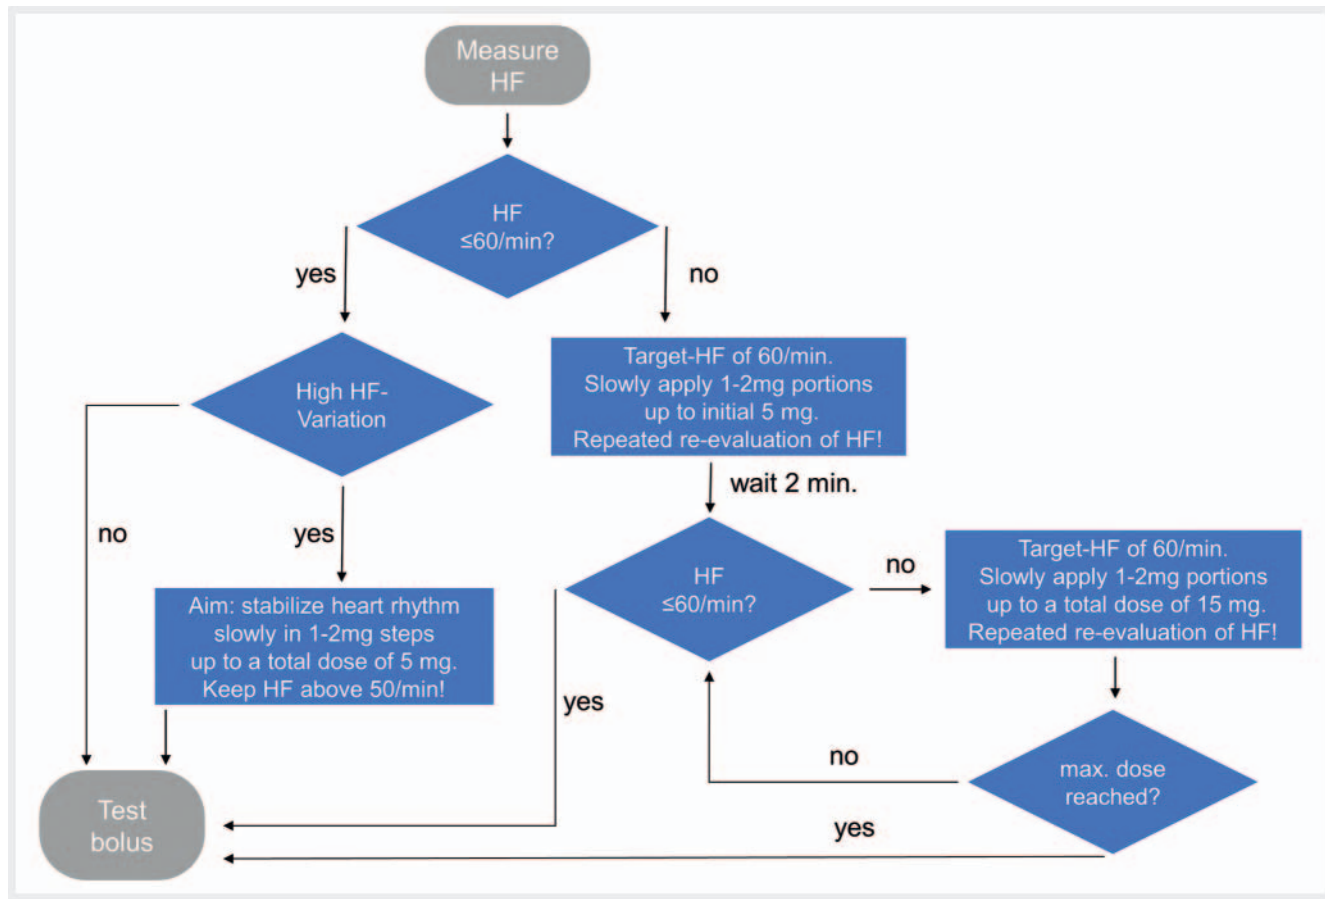 Measure
HF
HF
≤60/min?
yes
no
High HF-
Variation
Target-HF of 60/min.
Slowly apply 1-2mg portions
up to initial 5 mg.
Repeated re-evaluation of HF!
wait 2 min.
no
yes
Aim: stabilize heart rhythm
slowly in 1-2mg steps
up to a total dose of 5 mg.
Keep HF above 50/min!
HF
≤60/min?
no
Target-HF of 60/min.
Slowly apply 1-2mg portions
up to a total dose of 15 mg.
Repeated re-evaluation of HF!
yes
no
max. dose
reached?
yes
Test
bolus